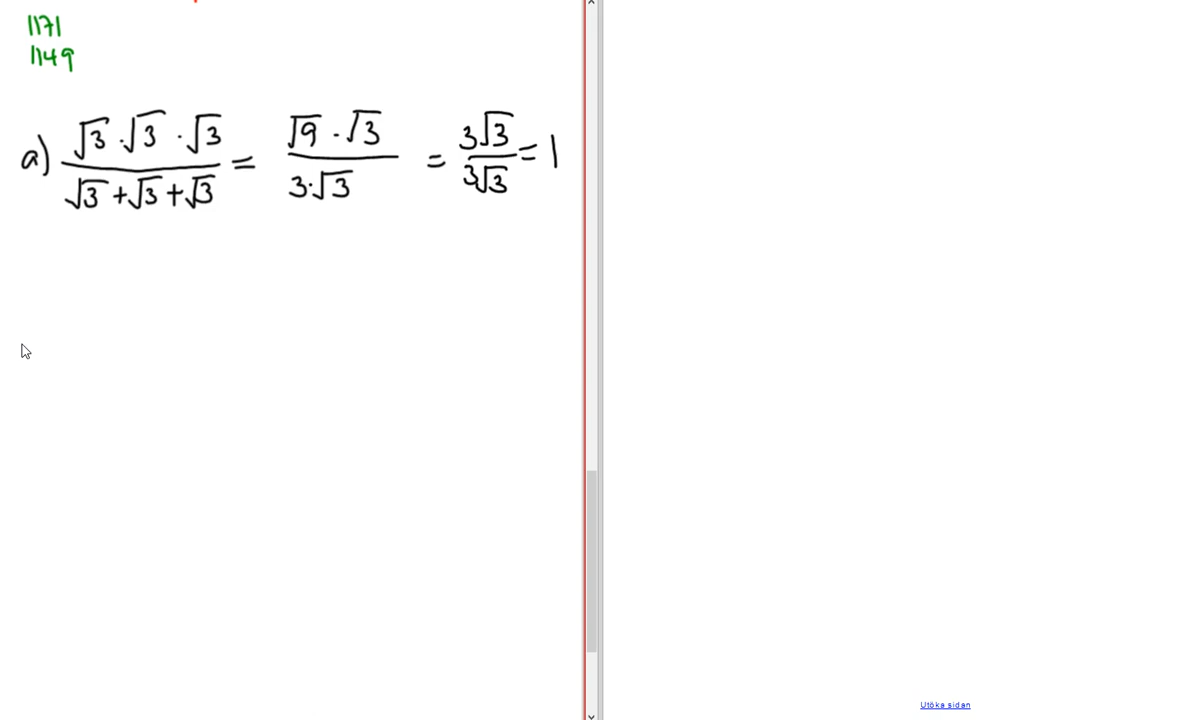 1171
1149
a) (√3 · √3 · √3)/(√3 + √3 + √3) = (√9 · √3)/(3 · √3) = (3√3)/(3√3) = 1
Utöka sidan